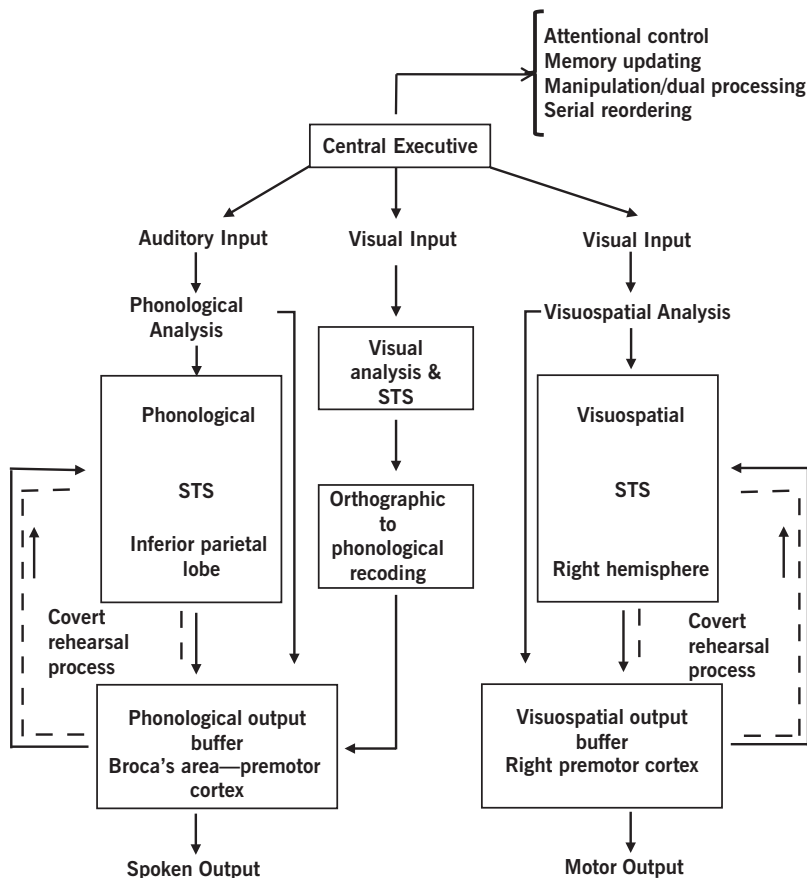 Attentional control
Memory updating
Manipulation/dual processing
Serial reordering
Central Executive
Auditory Input
Visual Input
Visual Input
Phonological
Analysis
Visuospatial Analysis
Visual
analysis &
STS
Phonological
STS
Inferior parietal
lobe
Orthographic
to
phonological
recoding
Visuospatial
STS
Right hemisphere
Covert
rehearsal
process
Covert
rehearsal
process
Phonological output
buffer
Broca's area—premotor
cortex
Visuospatial output
buffer
Right premotor cortex
Spoken Output
Motor Output